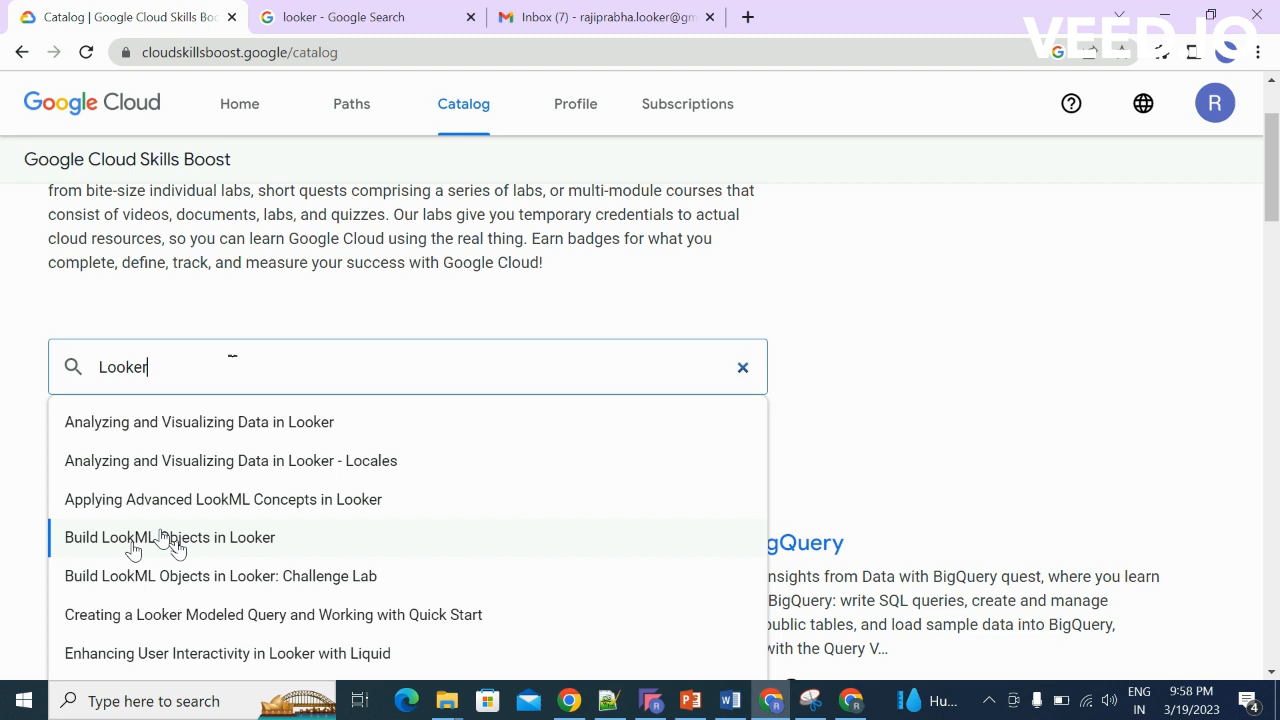 Catalog | Google Cloud Skills Boost
looker - Google Search
Inbox (7) - rajiprabha.looker@gm
cloudskillsboost.google/catalog
VEED.IO
Google Cloud
Home
Paths
Catalog
Profile
Subscriptions
R
Google Cloud Skills Boost
from bite-size individual labs, short quests comprising a series of labs, or multi-module courses that
consist of videos, documents, labs, and quizzes. Our labs give you temporary credentials to actual
cloud resources, so you can learn Google Cloud using the real thing. Earn badges for what you
complete, define, track, and measure your success with Google Cloud!
Looker
Analyzing and Visualizing Data in Looker
Analyzing and Visualizing Data in Looker - Locales
Applying Advanced LookML Concepts in Looker
Build LookML Objects in Looker
Build LookML Objects in Looker: Challenge Lab
Creating a Looker Modeled Query and Working with Quick Start
Enhancing User Interactivity in Looker with Liquid
gQuery
nsights from Data with BigQuery quest, where you learn
BigQuery: write SQL queries, create and manage
public tables, and load sample data into BigQuery,
with the Query V...
Type here to search
Hu...
ENG
IN
9:58 PM
3/19/2023
4